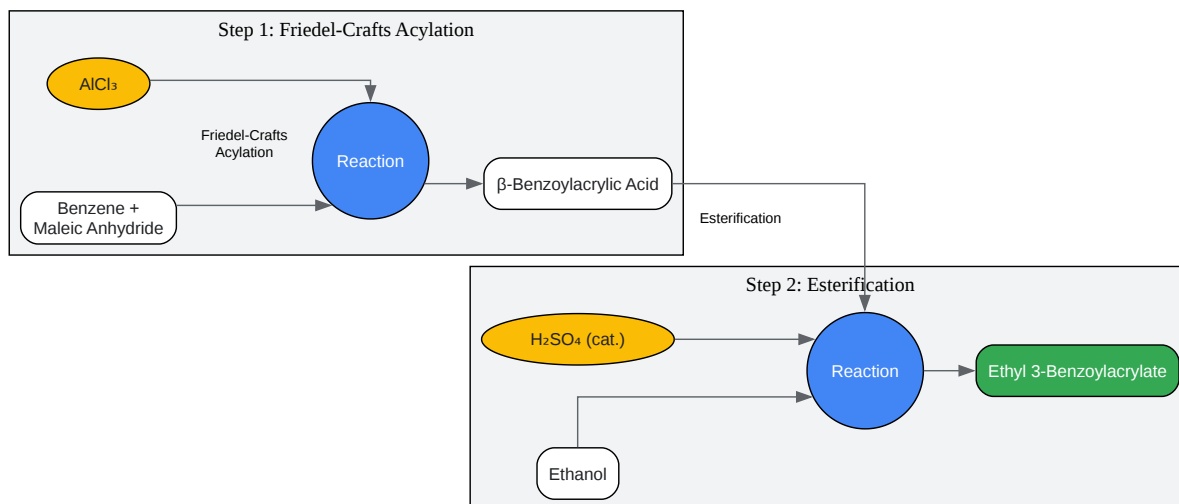 Step 1: Friedel-Crafts Acylation
AlCl₃
Friedel-Crafts
Acylation
Reaction
β-Benzoylacrylic Acid
Benzene +
Maleic Anhydride
Esterification
Step 2: Esterification
H₂SO₄ (cat.)
Reaction
Ethyl 3-Benzoylacrylate
Ethanol